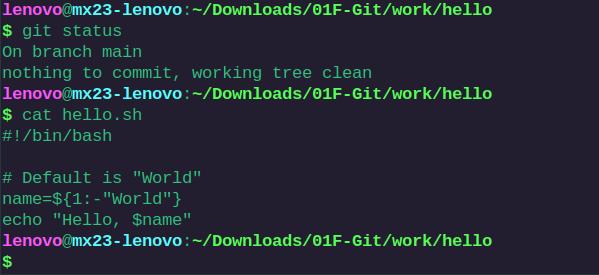 lenovo@mx23-lenovo:~/Downloads/01F-Git/work/hello
$ git status
On branch main
nothing to commit, working tree clean
lenovo@mx23-lenovo:~/Downloads/01F-Git/work/hello
$ cat hello.sh
#!/bin/bash

# Default is "World"
name=${1:-"World"}
echo "Hello, $name"
lenovo@mx23-lenovo:~/Downloads/01F-Git/work/hello
$